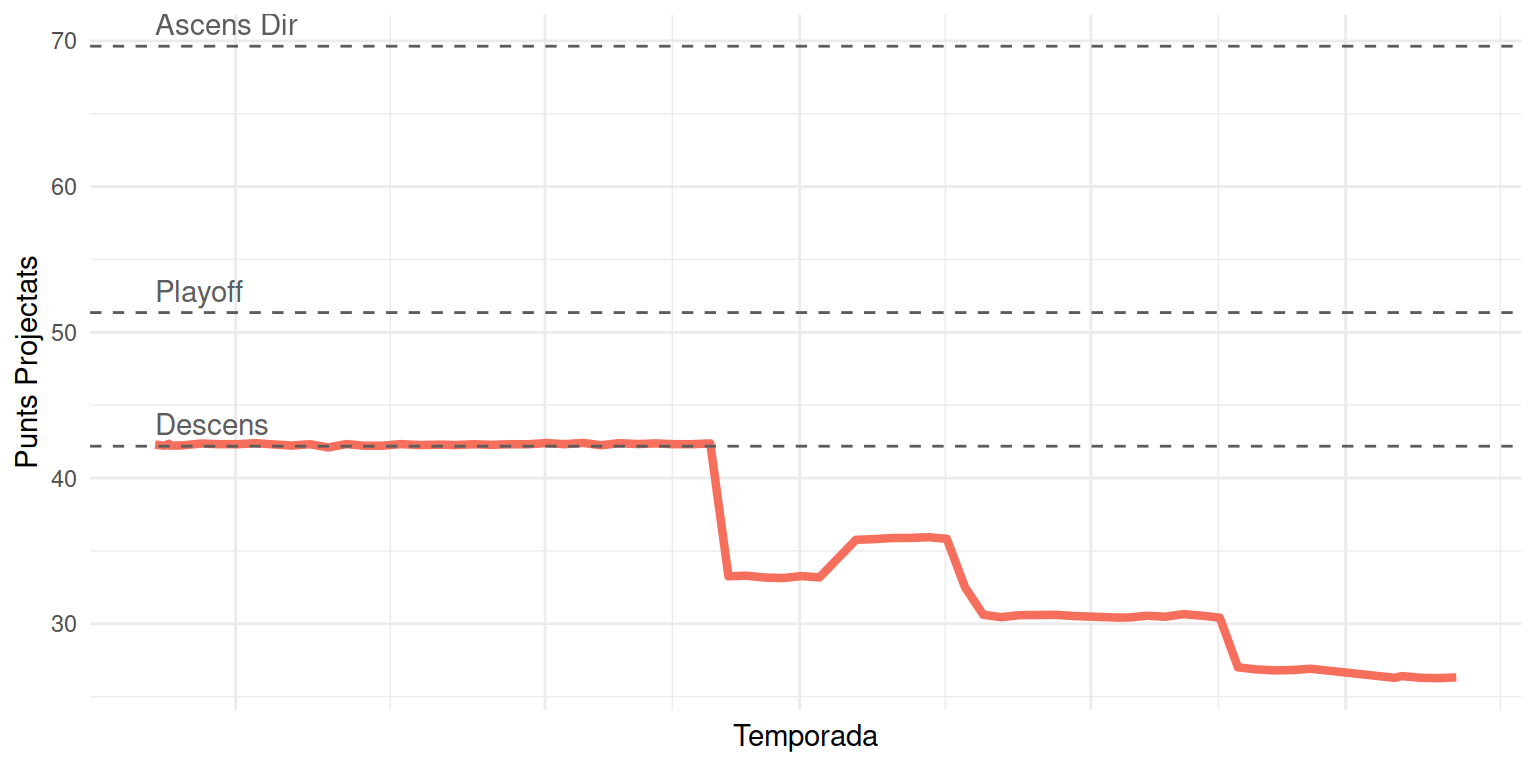 Ascens Dir
70
60
Playoff
50
Descens
40
30
Punts Projectats
Temporada